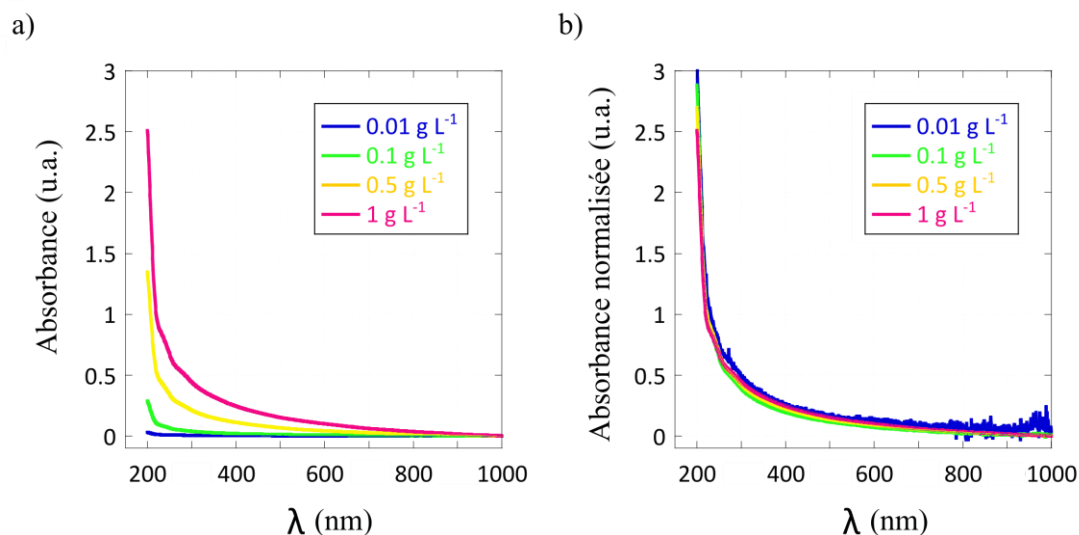 a)
Absorbance (u.a.)
3
2.5
2
1.5
1
0.5
0
0.01 g L⁻¹
0.1 g L⁻¹
0.5 g L⁻¹
1 g L⁻¹
200 400 600 800 1000
λ (nm)
b)
Absorbance normalisée (u.a.)
3
2.5
2
1.5
1
0.5
0
0.01 g L⁻¹
0.1 g L⁻¹
0.5 g L⁻¹
1 g L⁻¹
200 400 600 800 1000
λ (nm)